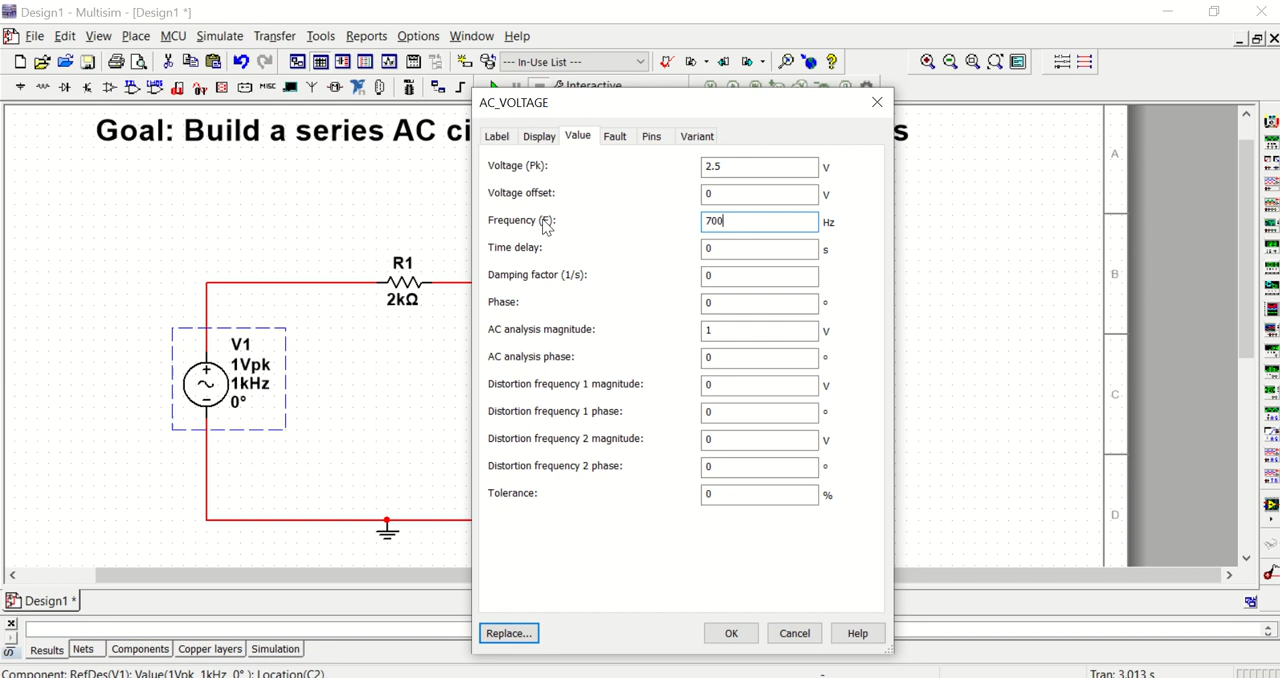 Design1 - Multisim - [Design1 *]
File Edit View Place MCU Simulate Transfer Tools Reports Options Window Help
--- In-Use List ---
MISC
Interactive
Goal: Build a series AC ci
s
AC_VOLTAGE
Label Display Value Fault Pins Variant
Voltage (Pk): 2.5 V
Voltage offset: 0 V
Frequency (F): 700 Hz
Time delay: 0 s
Damping factor (1/s): 0
Phase: 0 °
AC analysis magnitude: 1 V
AC analysis phase: 0 °
Distortion frequency 1 magnitude: 0 V
Distortion frequency 1 phase: 0 °
Distortion frequency 2 magnitude: 0 V
Distortion frequency 2 phase: 0 °
Tolerance: 0 %
Replace... OK Cancel Help
R1
2kΩ
V1
1Vpk
1kHz
0°
A
B
C
D
Design1 *
Results Nets Components Copper layers Simulation
Component: RefDes(V1); Value(1Vpk 1kHz 0° ); Location(C2) - Tran: 3.013 s